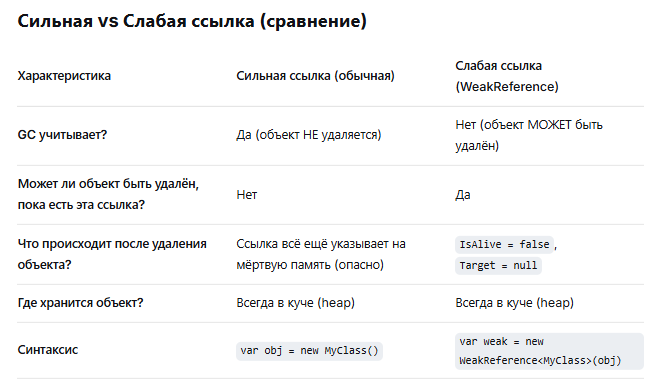 Сильная vs Слабая ссылка (сравнение)
Характеристика
Сильная ссылка (обычная)
Слабая ссылка
(WeakReference)
GC учитывает?
Да (объект НЕ удаляется)
Нет (объект МОЖЕТ быть
удалён)
Может ли объект быть удалён,
пока есть эта ссылка?
Нет
Да
Что происходит после удаления
объекта?
Ссылка всё ещё указывает на
мёртвую память (опасно)
IsAlive = false,
Target = null
Где хранится объект?
Всегда в куче (heap)
Всегда в куче (heap)
Синтаксис
var obj = new MyClass()
var weak = new
WeakReference<MyClass>(obj)